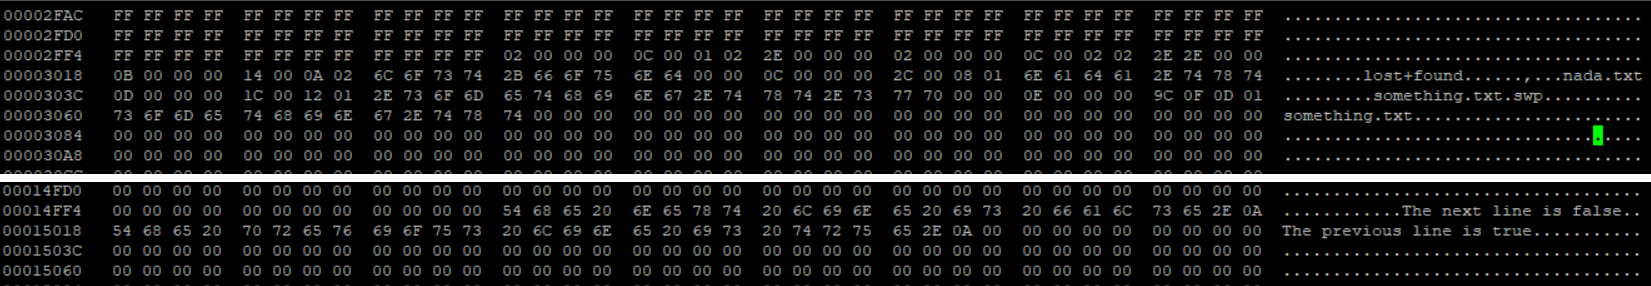 00002FAC FF FF FF FF FF FF FF FF FF FF FF FF FF FF FF FF FF FF FF FF FF FF FF FF FF FF FF FF FF FF FF FF FF FF FF FF ....................................
00002FD0 FF FF FF FF FF FF FF FF FF FF FF FF FF FF FF FF FF FF FF FF FF FF FF FF FF FF FF FF FF FF FF FF FF FF FF FF ....................................
00002FF4 FF FF FF FF FF FF FF FF FF FF FF FF 02 00 00 00 0C 00 01 02 2E 00 00 00 02 00 00 00 0C 00 02 02 2E 2E 00 00 ....................................
00003018 0B 00 00 00 14 00 0A 02 6C 6F 73 74 2B 66 6F 75 6E 64 00 00 0C 00 00 00 2C 00 08 01 6E 61 64 61 2E 74 78 74 ........lost+found......,...nada.txt
0000303C 0D 00 00 00 1C 00 12 01 2E 73 6F 6D 65 74 68 69 6E 67 2E 74 78 74 2E 73 77 70 00 00 0E 00 00 00 9C 0F 0D 01 .........something.txt.swp..........
00003060 73 6F 6D 65 74 68 69 6E 67 2E 74 78 74 00 00 00 00 00 00 00 00 00 00 00 00 00 00 00 00 00 00 00 00 00 00 00 something.txt.......................
00003084 00 00 00 00 00 00 00 00 00 00 00 00 00 00 00 00 00 00 00 00 00 00 00 00 00 00 00 00 00 00 00 00 00 00 00 00 ....................................
000030A8 00 00 00 00 00 00 00 00 00 00 00 00 00 00 00 00 00 00 00 00 00 00 00 00 00 00 00 00 00 00 00 00 00 00 00 00 ....................................
00014FD0 00 00 00 00 00 00 00 00 00 00 00 00 00 00 00 00 00 00 00 00 00 00 00 00 00 00 00 00 00 00 00 00 00 00 00 00 ....................................
00014FF4 00 00 00 00 00 00 00 00 00 00 00 00 54 68 65 20 6E 65 78 74 20 6C 69 6E 65 20 69 73 20 66 61 6C 73 65 2E 0A ............The next line is false..
00015018 54 68 65 20 70 72 65 76 69 6F 75 73 20 6C 69 6E 65 20 69 73 20 74 72 75 65 2E 0A 00 00 00 00 00 00 00 00 00 The previous line is true...........
0001503C 00 00 00 00 00 00 00 00 00 00 00 00 00 00 00 00 00 00 00 00 00 00 00 00 00 00 00 00 00 00 00 00 00 00 00 00 ....................................
00015060 00 00 00 00 00 00 00 00 00 00 00 00 00 00 00 00 00 00 00 00 00 00 00 00 00 00 00 00 00 00 00 00 00 00 00 00 ....................................